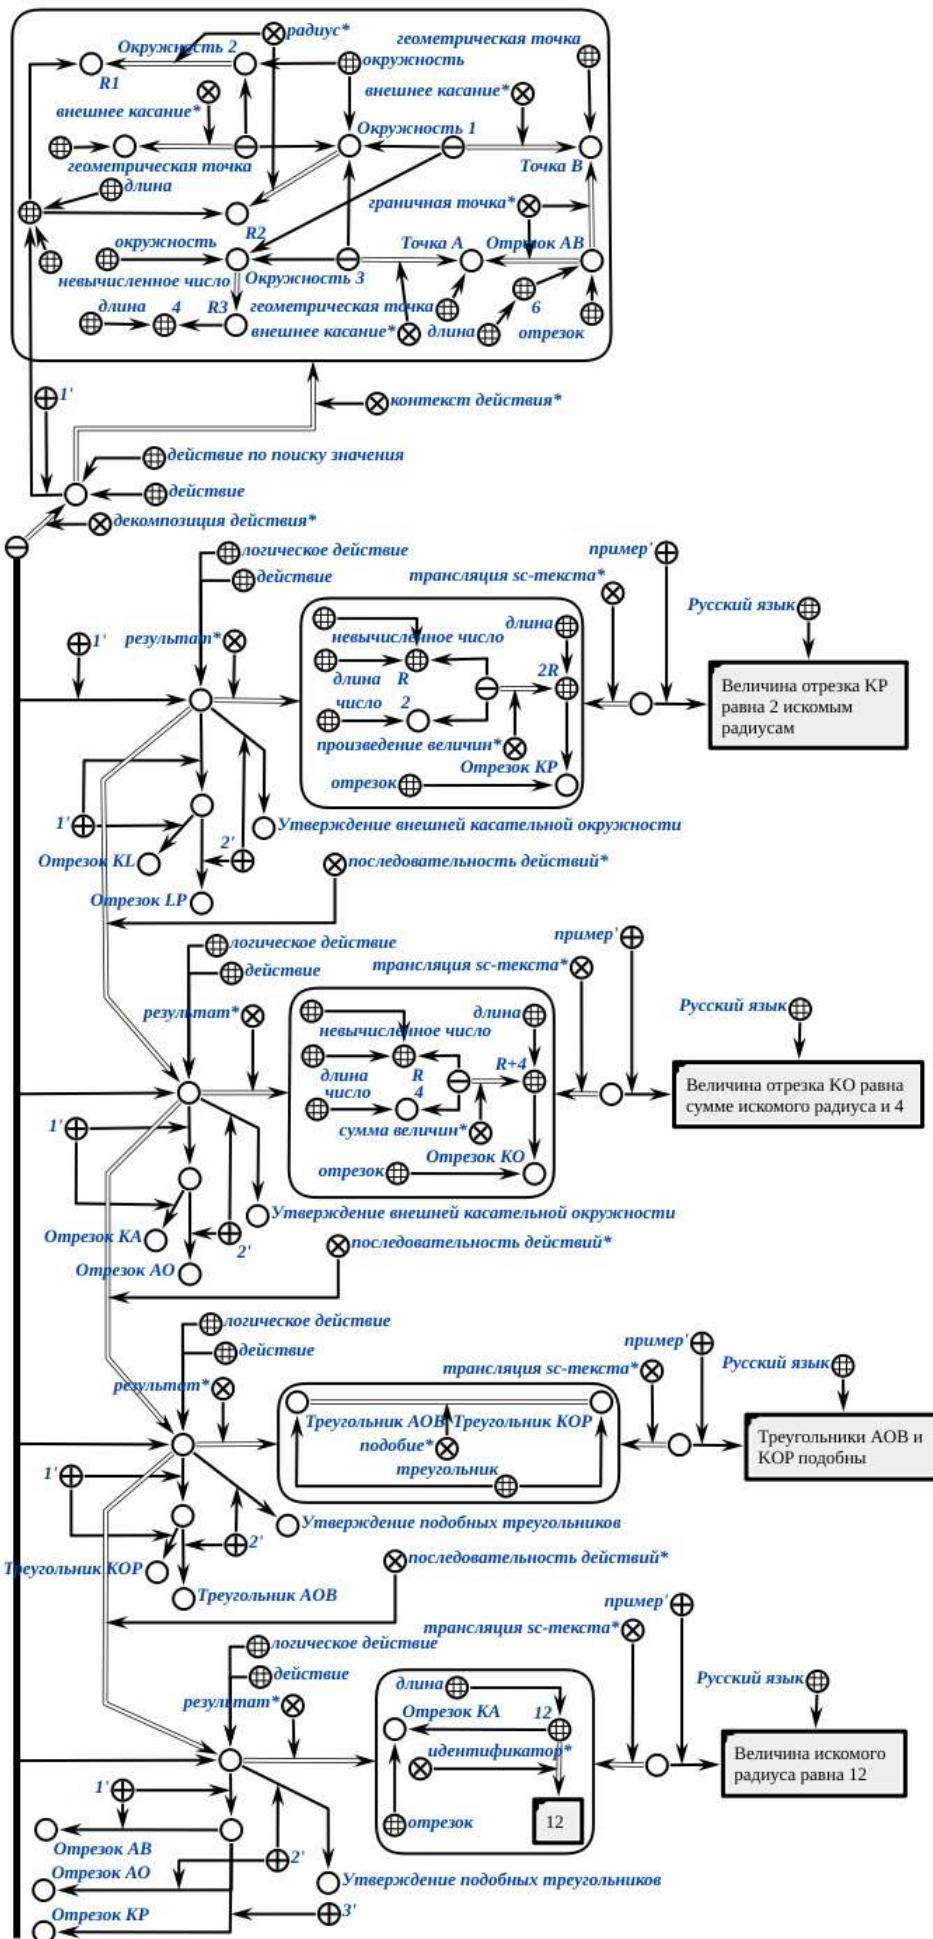 радиус*
Окружность 2
геометрическая точка
окружность
R1
внешнее касание*
внешнее касание*
Окружность 1
геометрическая точка
Точка B
длина
граничная точка*
R2
окружность
Точка A
Отрезок AB
невычисленное число
Окружность 3
длина
4
R3
геометрическая точка
6
внешнее касание*
длина
отрезок
1'
контекст действия*
действие по поиску значения
действие
декомпозиция действия*
логическое действие
пример'
действие
трансляция sc-текста*
Русский язык
1'
результат*
невычисленное число
длина
длина
R
2R
число
2
произведение величин*
Отрезок KP
отрезок
Величина отрезка KP
равна 2 искомым
радиусам
1'
2'
Утверждение внешней касательной окружности
Отрезок KL
последовательность действий*
Отрезок LP
логическое действие
пример'
действие
трансляция sc-текста*
Русский язык
результат*
невычисленное число
длина
длина
R
R+4
число
4
сумма величин*
Отрезок KO
отрезок
Величина отрезка KO равна
сумме искомого радиуса и 4
1'
Утверждение внешней касательной окружности
Отрезок KA
2'
последовательность действий*
Отрезок AO
логическое действие
пример'
действие
трансляция sc-текста*
Русский язык
результат*
Треугольник AOB
Треугольник KOP
подобие*
треугольник
Треугольники AOB и
KOP подобны
1'
2'
Утверждение подобных треугольников
последовательность действий*
Треугольник KOP
Треугольник AOB
пример'
трансляция sc-текста*
логическое действие
действие
Русский язык
результат*
длина
Отрезок KA
12
идентификатор*
отрезок
12
Величина искомого
радиуса равна 12
1'
Отрезок AB
2'
Отрезок AO
Утверждение подобных треугольников
Отрезок KP
3'